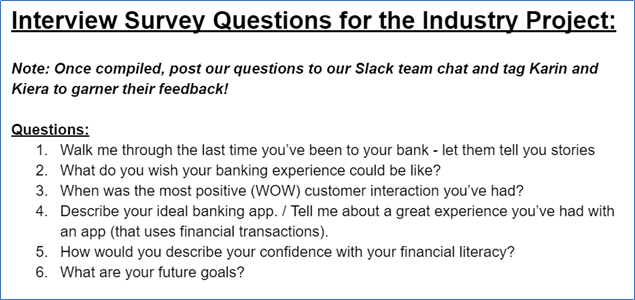 Interview Survey Questions for the Industry Project:
Note: Once compiled, post our questions to our Slack team chat and tag Karin and
Kiera to garner their feedback!
Questions:
1. Walk me through the last time you’ve been to your bank - let them tell you stories
2. What do you wish your banking experience could be like?
3. When was the most positive (WOW) customer interaction you’ve had?
4. Describe your ideal banking app. / Tell me about a great experience you’ve had with
an app (that uses financial transactions).
5. How would you describe your confidence with your financial literacy?
6. What are your future goals?